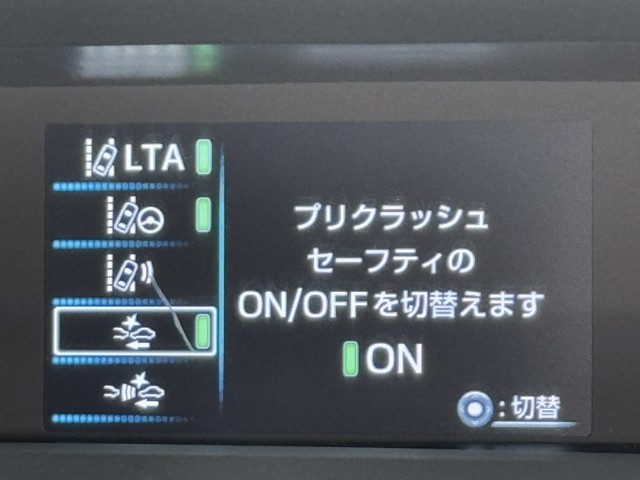 LTA
プリクラッシュ
セーフティの
ON/OFFを切替えます
ON
:切替